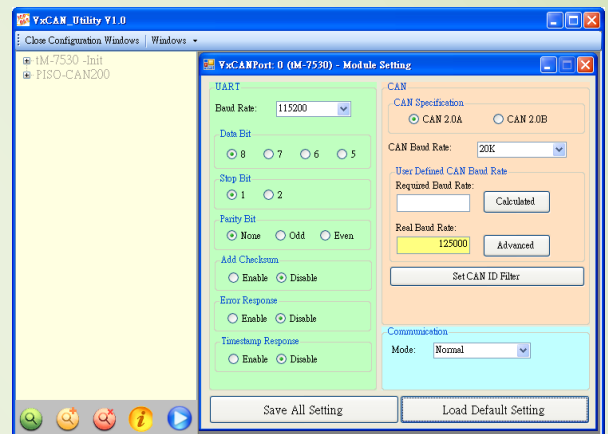 VxCAN_Utility V1.0
Close Configuration Windows Windows
tM-7530 -Init
PISO-CAN200
VxCANPort: 0 (tM-7530) - Module Setting
UART
Baud Rate: 115200
Data Bit
8 7 6 5
Stop Bit
1 2
Parity Bit
None Odd Even
Add Checksum
Enable Disable
Error Response
Enable Disable
Timestamp Response
Enable Disable
CAN
CAN Specification
CAN 2.0A CAN 2.0B
CAN Baud Rate: 20K
User Defined CAN Baud Rate
Required Baud Rate:
Calculated
Real Baud Rate:
125000 Advanced
Set CAN ID Filter
Communication
Mode: Normal
Save All Setting Load Default Setting